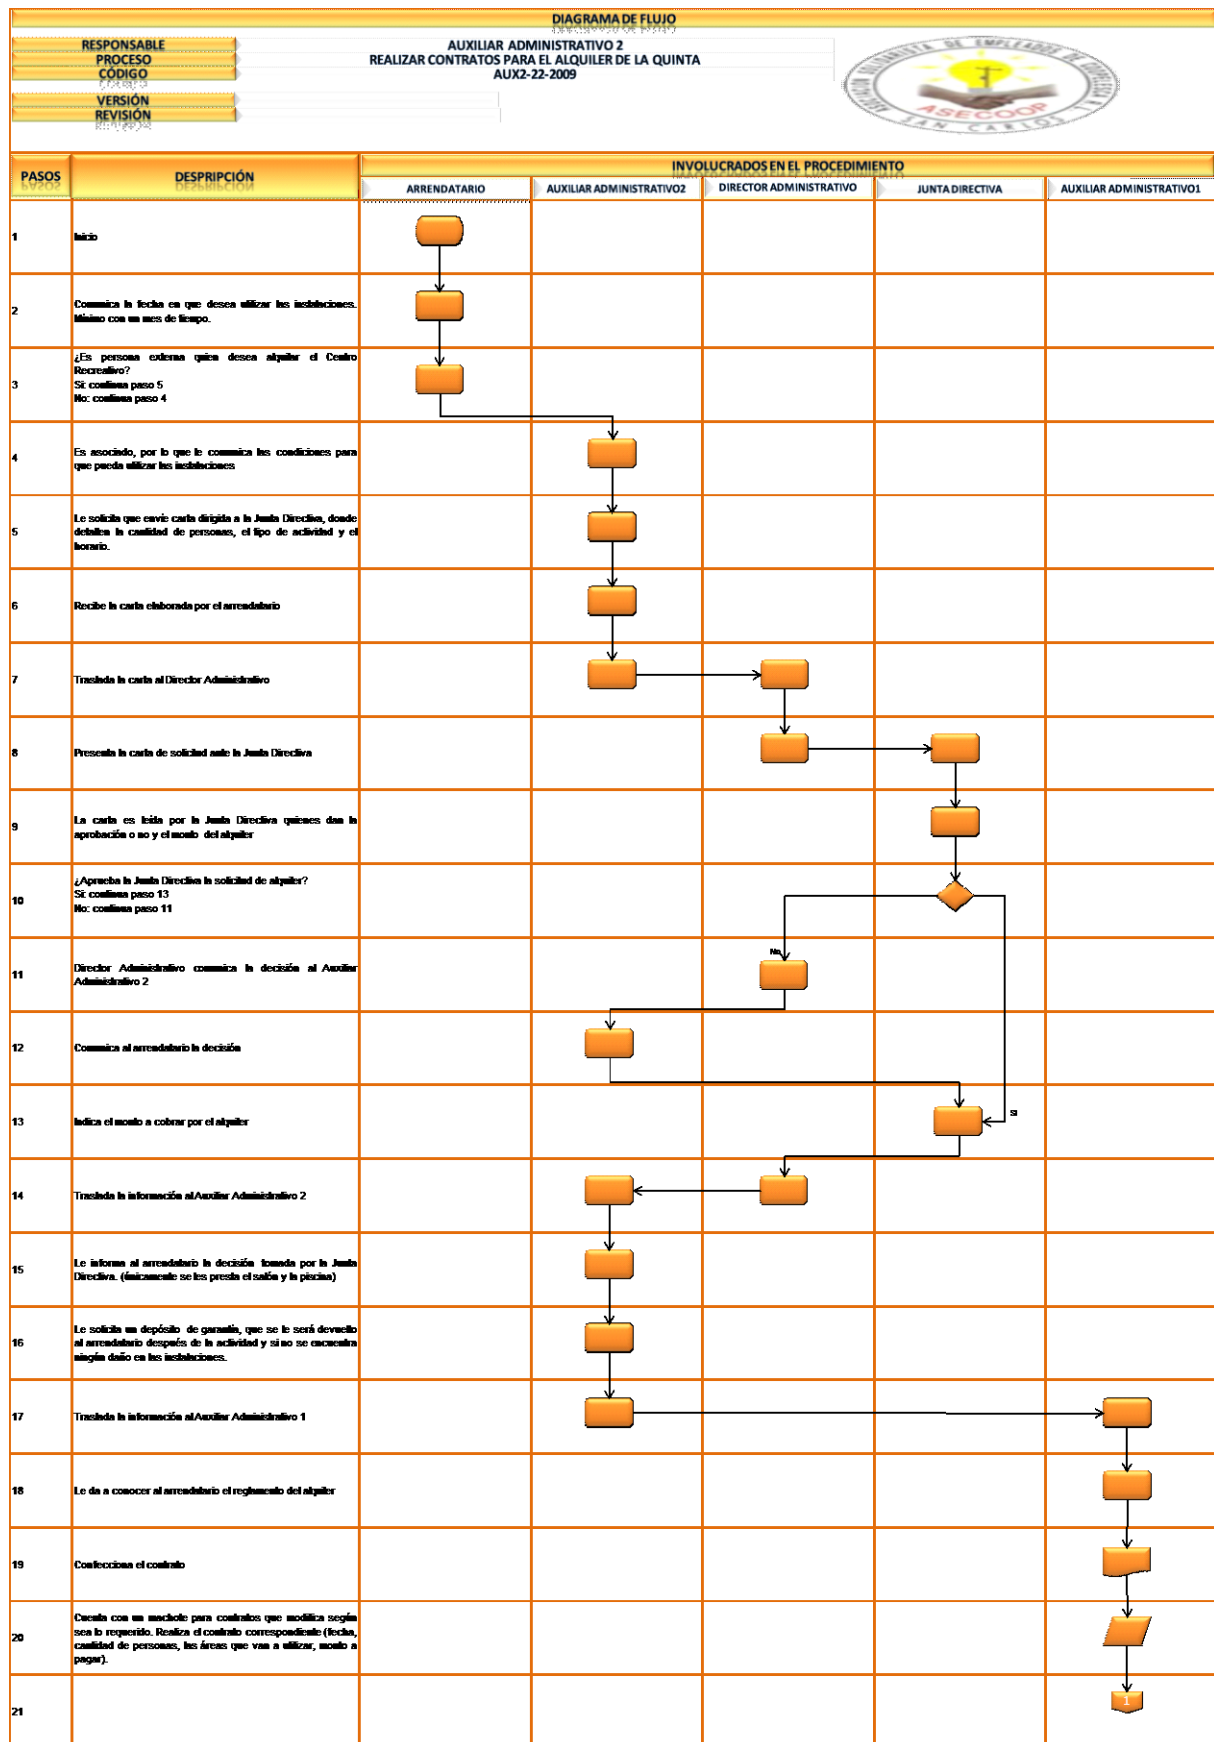 DIAGRAMA DE FLUJO
RESPONSABLE
AUXILIAR ADMINISTRATIVO 2
PROCESO
REALIZAR CONTRATOS PARA EL ALQUILER DE LA QUINTA
CÓDIGO
AUX2-22-2009
VERSIÓN
REVISIÓN
ASOCIACIÓN SOLIDARISTA DE EMPLEADOS DE COOPELESCA R.L.
ASECOOP
SAN CARLOS
PASOS
DESPRIPCIÓN
INVOLUCRADOS EN EL PROCEDIMIENTO
ARRENDATARIO
AUXILIAR ADMINISTRATIVO2
DIRECTOR ADMINISTRATIVO
JUNTA DIRECTIVA
AUXILIAR ADMINISTRATIVO1
1
Inicio
2
Comunica la fecha en que desea utilizar las instalaciones.
Mínimo con un mes de tiempo.
3
¿Es persona externa quien desea alquilar el Centro
Recreativo?
Si: continua paso 5
No: continua paso 4
4
Es asociado, por lo que le comunica las condiciones para
que pueda utilizar las instalaciones
5
Le solicita que envíe carta dirigida a la Junta Directiva, donde
detallen la cantidad de personas, el tipo de actividad y el
horario.
6
Recibe la carta elaborada por el arrendatario
7
Traslada la carta al Director Administrativo
8
Presenta la carta de solicitud ante la Junta Directiva
9
La carta es leída por la Junta Directiva quienes dan la
aprobación o no y el monto del alquiler
10
¿Aprueba la Junta Directiva la solicitud de alquiler?
Si: continua paso 13
No: continua paso 11
No
11
Director Administrativo comunica la decisión al Auxiliar
Administrativo 2
12
Comunica al arrendatario la decisión
13
Indica el monto a cobrar por el alquiler
SI
14
Traslada la información al Auxiliar Administrativo 2
15
Le informa al arrendatario la decisión tomada por la Junta
Directiva. (únicamente se les presta el salón y la piscina)
16
Le solicita un depósito de garantía, que se le será devuelto
al arrendatario después de la actividad y si no se encuentra
ningún daño en las instalaciones.
17
Traslada la información al Auxiliar Administrativo 1
18
Le da a conocer al arrendatario el reglamento del alquiler
19
Confecciona el contrato
20
Cuenta con un machote para contratos que modifica según
sea lo requerido. Realiza el contrato correspondiente (fecha,
cantidad de personas, las áreas que van a utilizar, monto a
pagar).
21
1